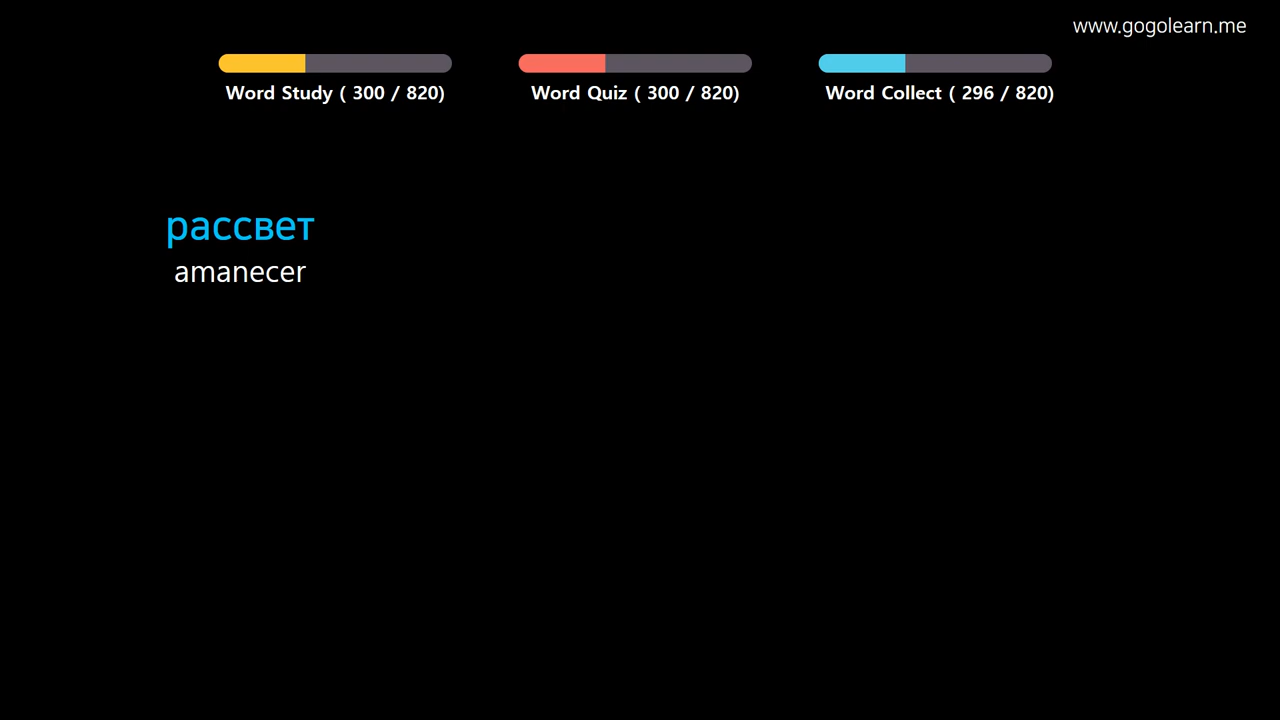 www.gogolearn.me
Word Study ( 300 / 820)
Word Quiz ( 300 / 820)
Word Collect ( 296 / 820)
рассвет
amanecer